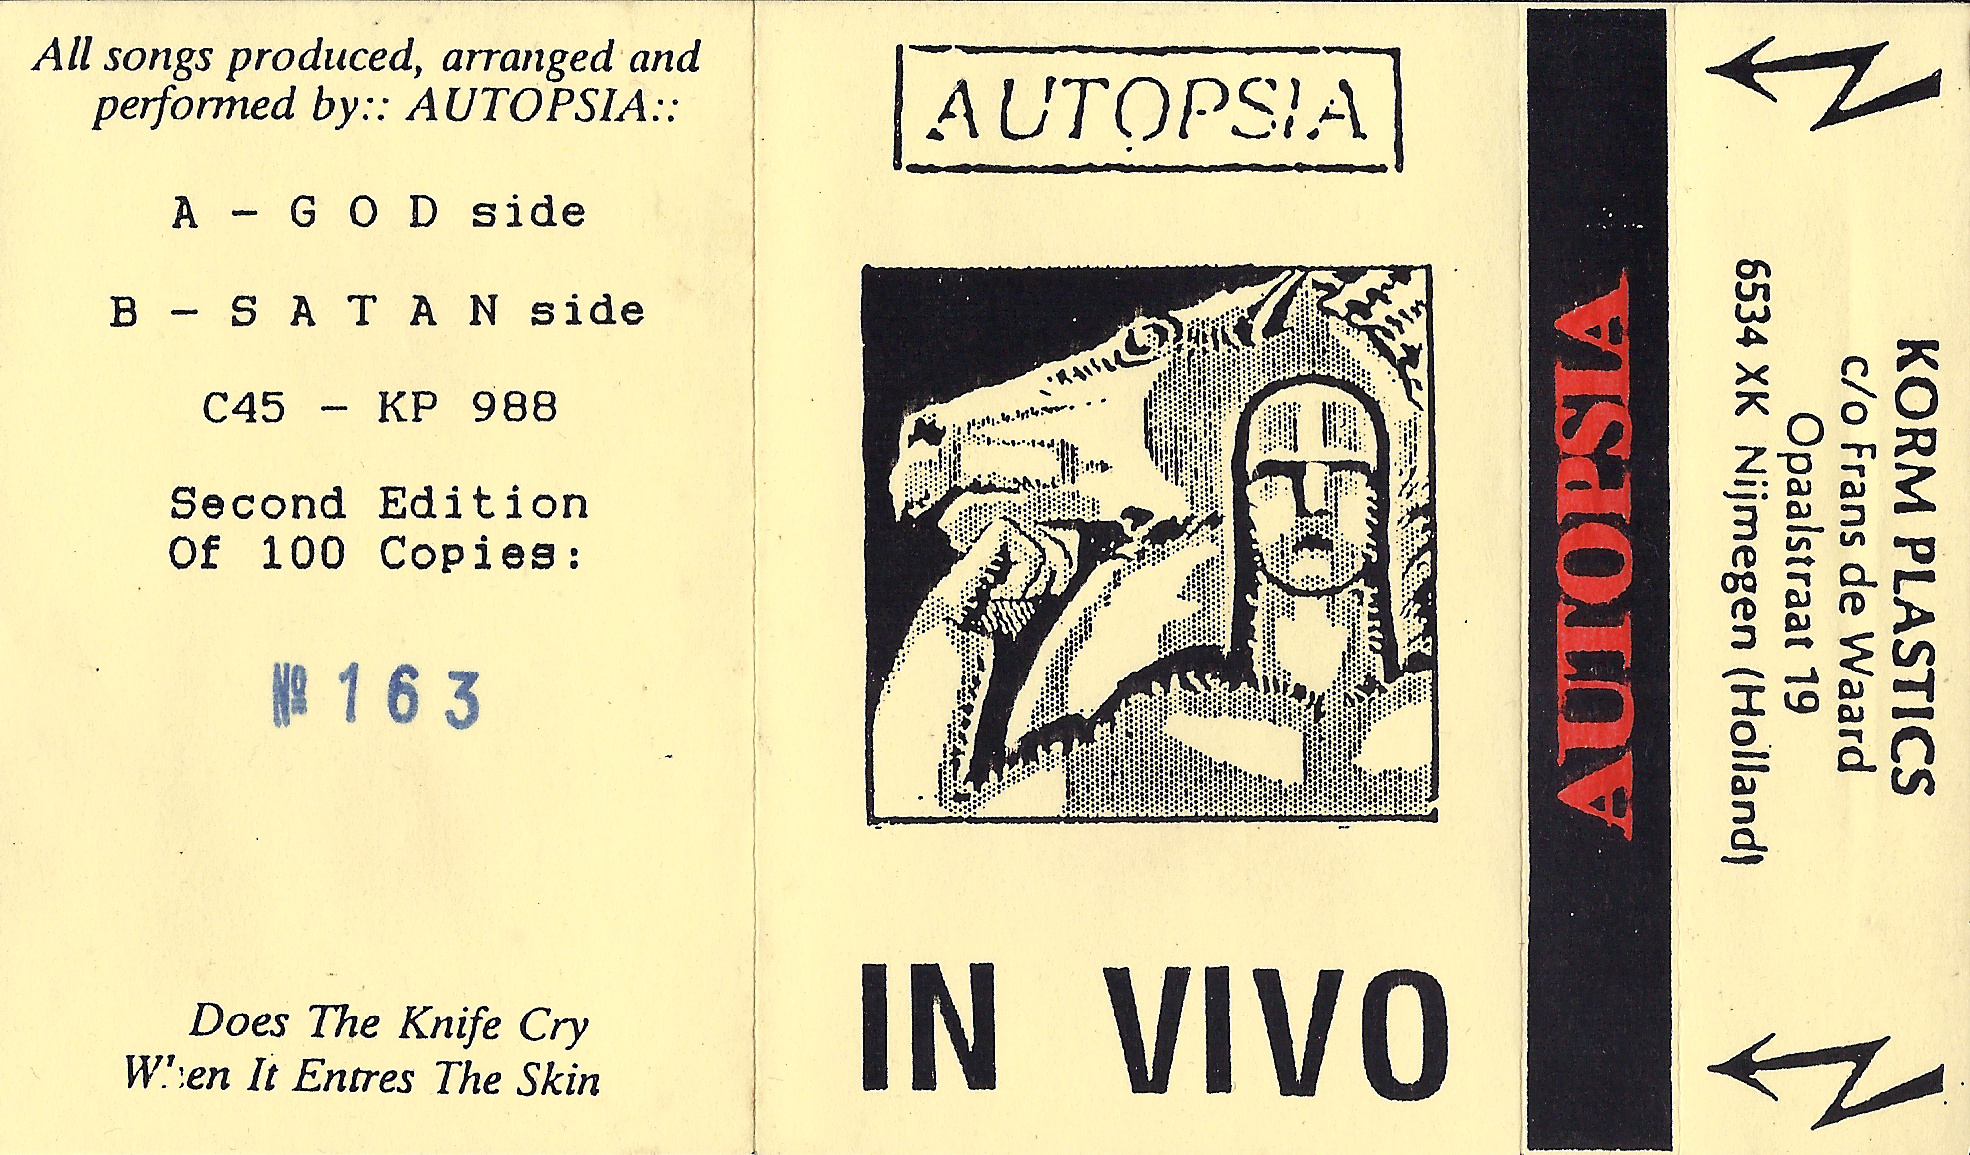 All songs produced, arranged and
performed by:: AUTOPSIA::
A - G O D side
B - S A T A N side
C45 - KP 988
Second Edition
Of 100 Copies:
Nº 163
Does The Knife Cry
When It Entres The Skin
AUTOPSIA
IN VIVO
AUTOPSIA
KORM PLASTICS
c/o Frans de Waard
Opaalstraat 19
6534 XK Nijmegen (Holland)